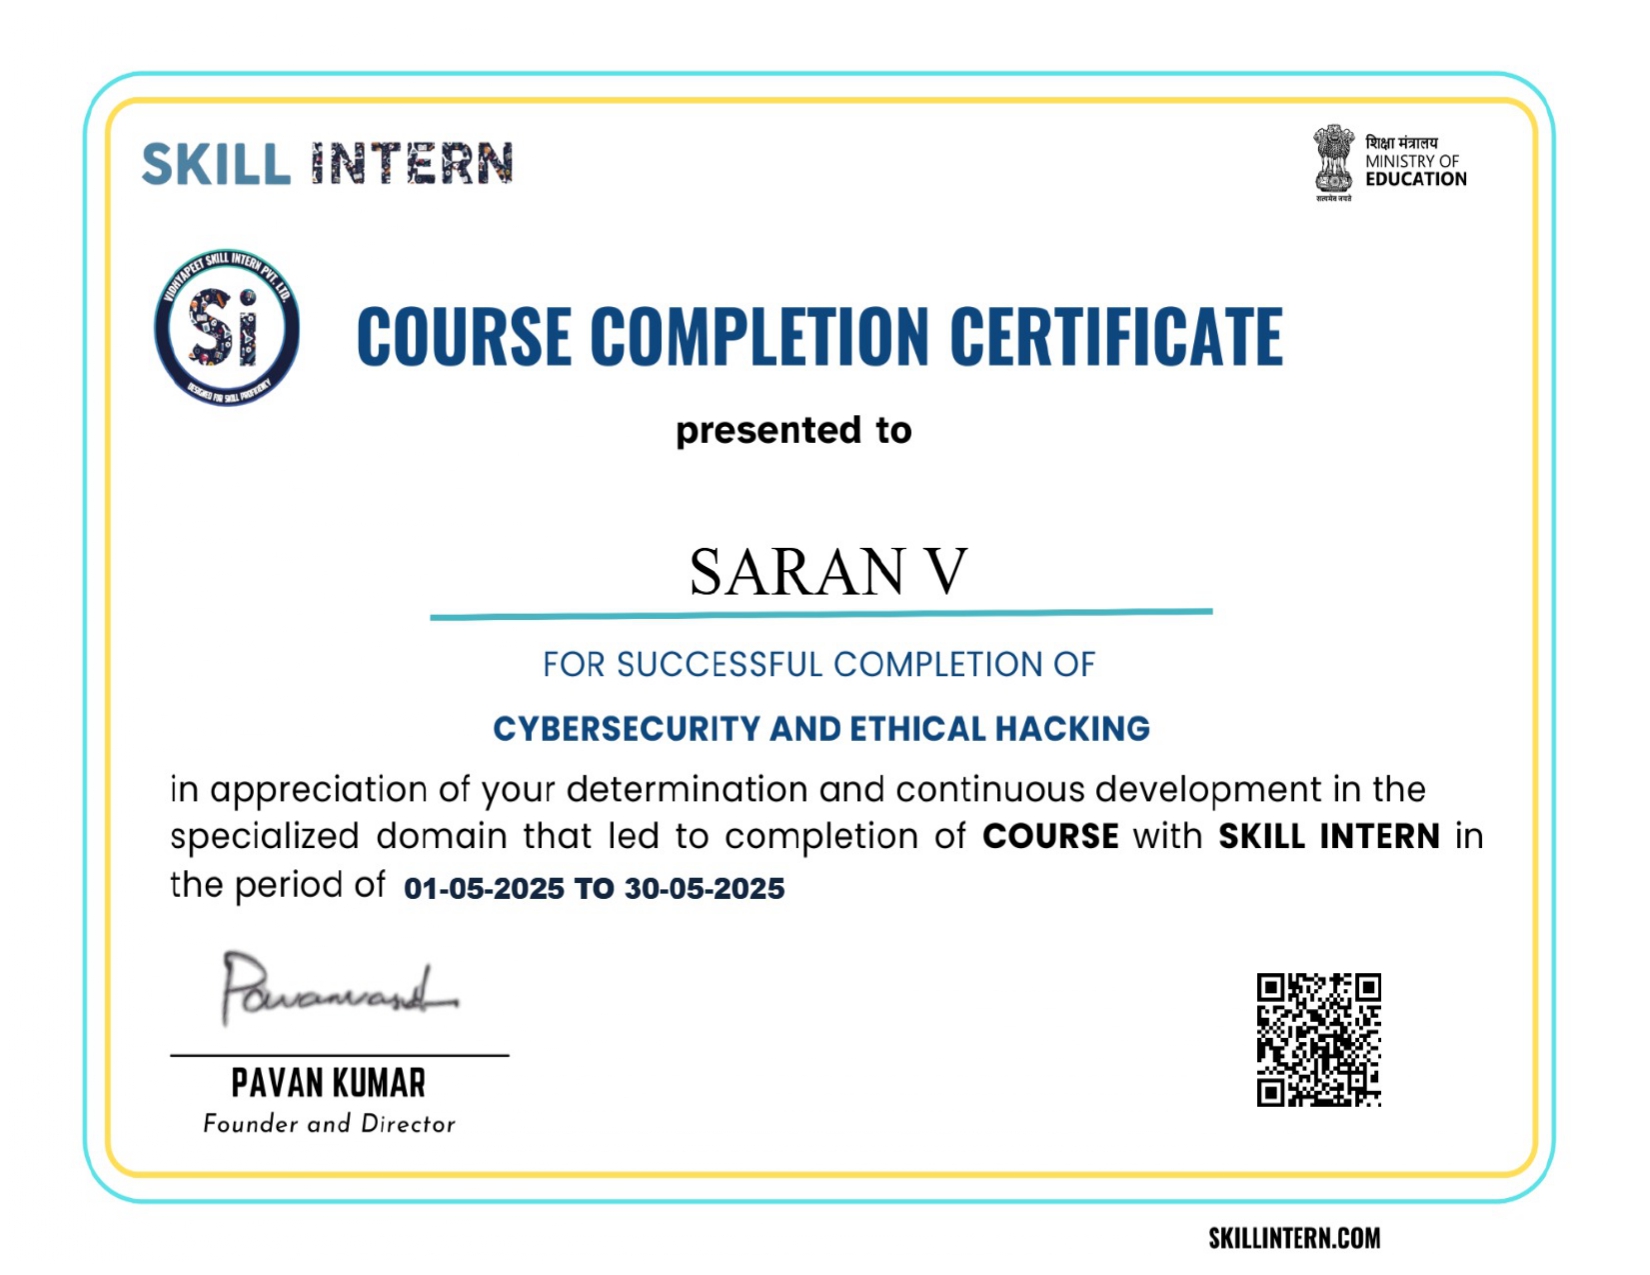 SKILL INTERN
शिक्षा मंत्रालय
MINISTRY OF
EDUCATION
सत्यमेव जयते
VIDHYAPEET SKILL INTERN PVT. LTD.
Si
DESIGNED FOR SKILL PROFICIENCY
COURSE COMPLETION CERTIFICATE
presented to
SARAN V
FOR SUCCESSFUL COMPLETION OF
CYBERSECURITY AND ETHICAL HACKING
in appreciation of your determination and continuous development in the
specialized domain that led to completion of COURSE with SKILL INTERN in
the period of 01-05-2025 TO 30-05-2025
PAVAN KUMAR
Founder and Director
SKILLINTERN.COM